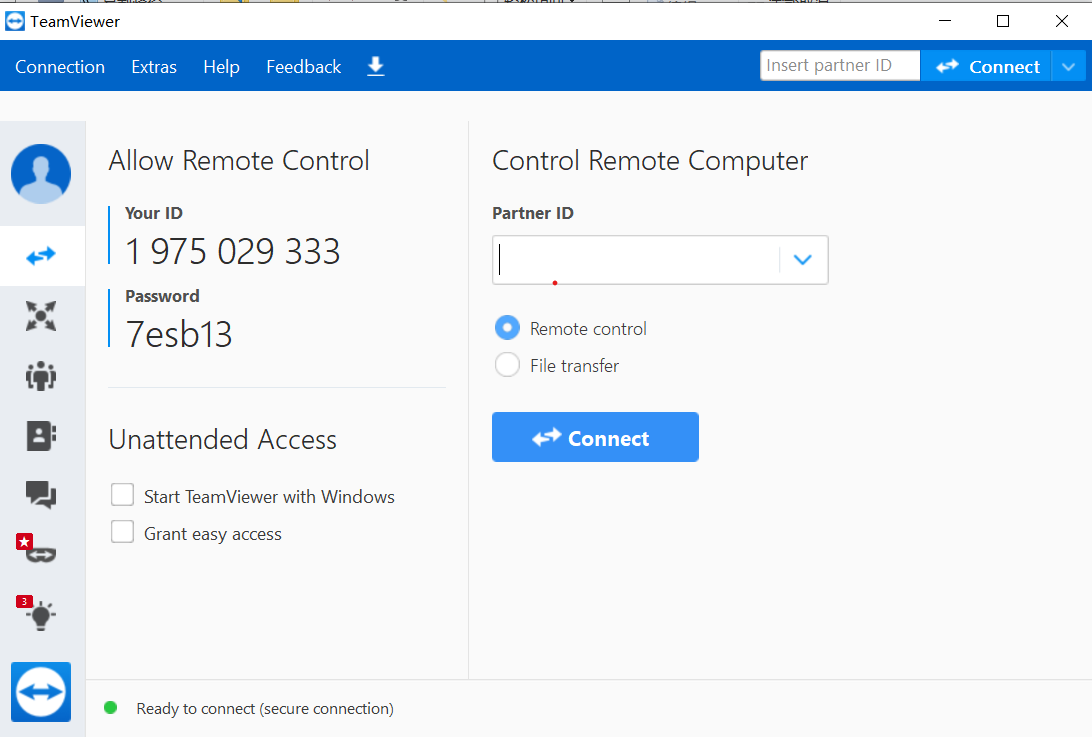 TeamViewer
Connection Extras Help Feedback
Insert partner ID Connect
Allow Remote Control
Your ID
1 975 029 333
Password
7esb13
Unattended Access
Start TeamViewer with Windows
Grant easy access
Control Remote Computer
Partner ID
Remote control
File transfer
Connect
3
Ready to connect (secure connection)